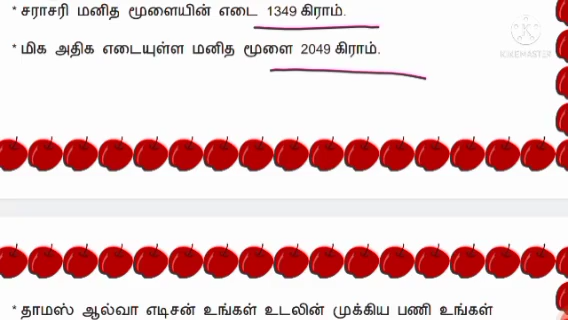 * சராசரி மனித மூளையின் எடை 1349 கிராம்.
* மிக அதிக எடையுள்ள மனித மூளை 2049 கிராம்.
KINEMASTER
* தாமஸ் ஆல்வா எடிசன் உங்கள் உடலின் முக்கிய பணி உங்கள்